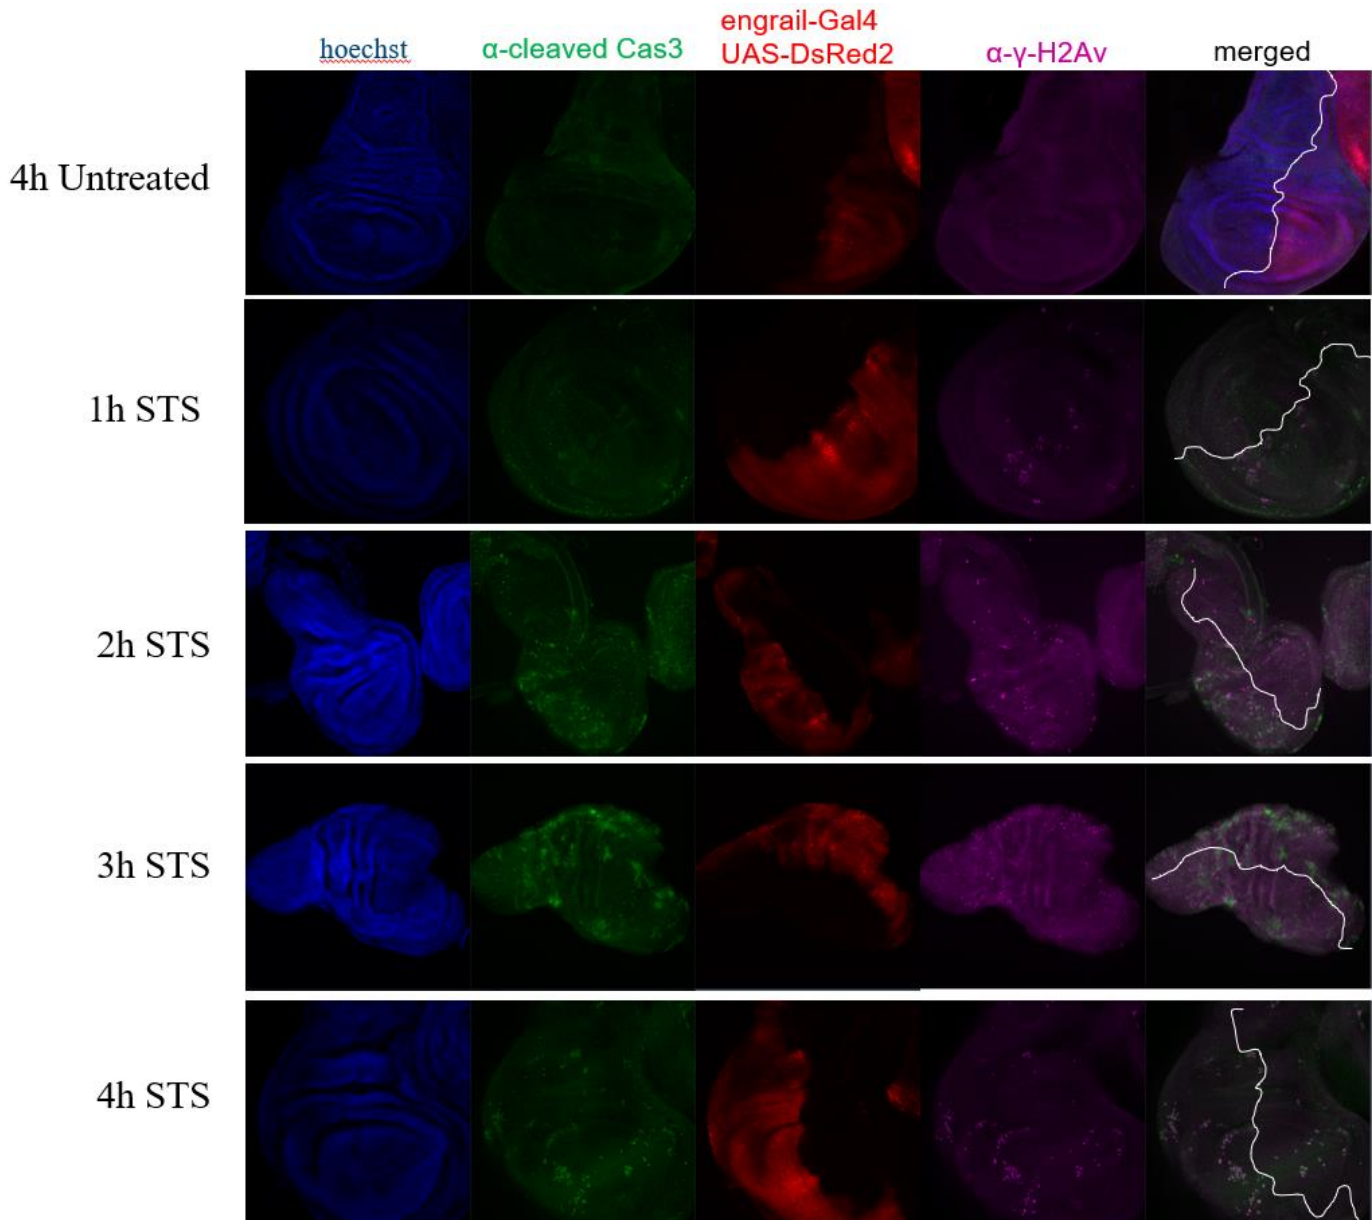 engrail-Gal4
hoechst α-cleaved Cas3 UAS-DsRed2 α-γ-H2Av merged
4h Untreated
1h STS
2h STS
3h STS
4h STS